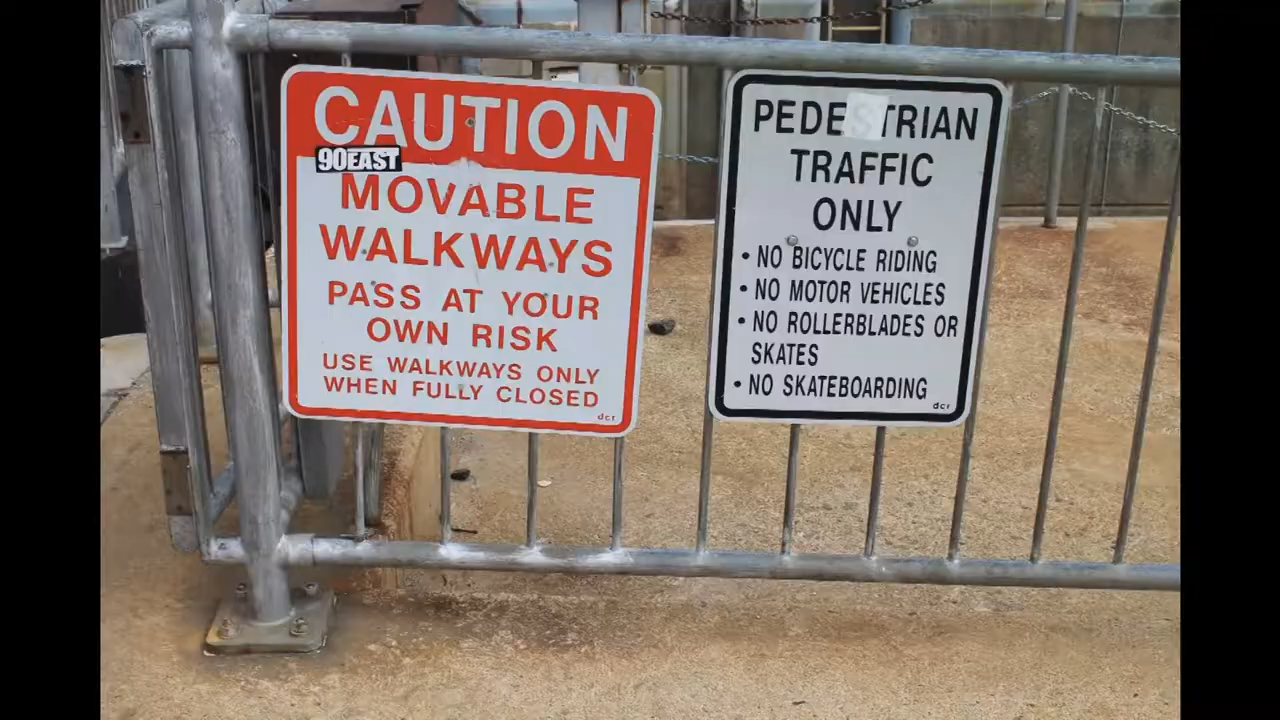 CAUTION
90EAST
MOVABLE
WALKWAYS
PASS AT YOUR
OWN RISK
USE WALKWAYS ONLY
WHEN FULLY CLOSED
dcr
PEDESTRIAN
TRAFFIC
ONLY
• NO BICYCLE RIDING
• NO MOTOR VEHICLES
• NO ROLLERBLADES OR
SKATES
• NO SKATEBOARDING
dcr